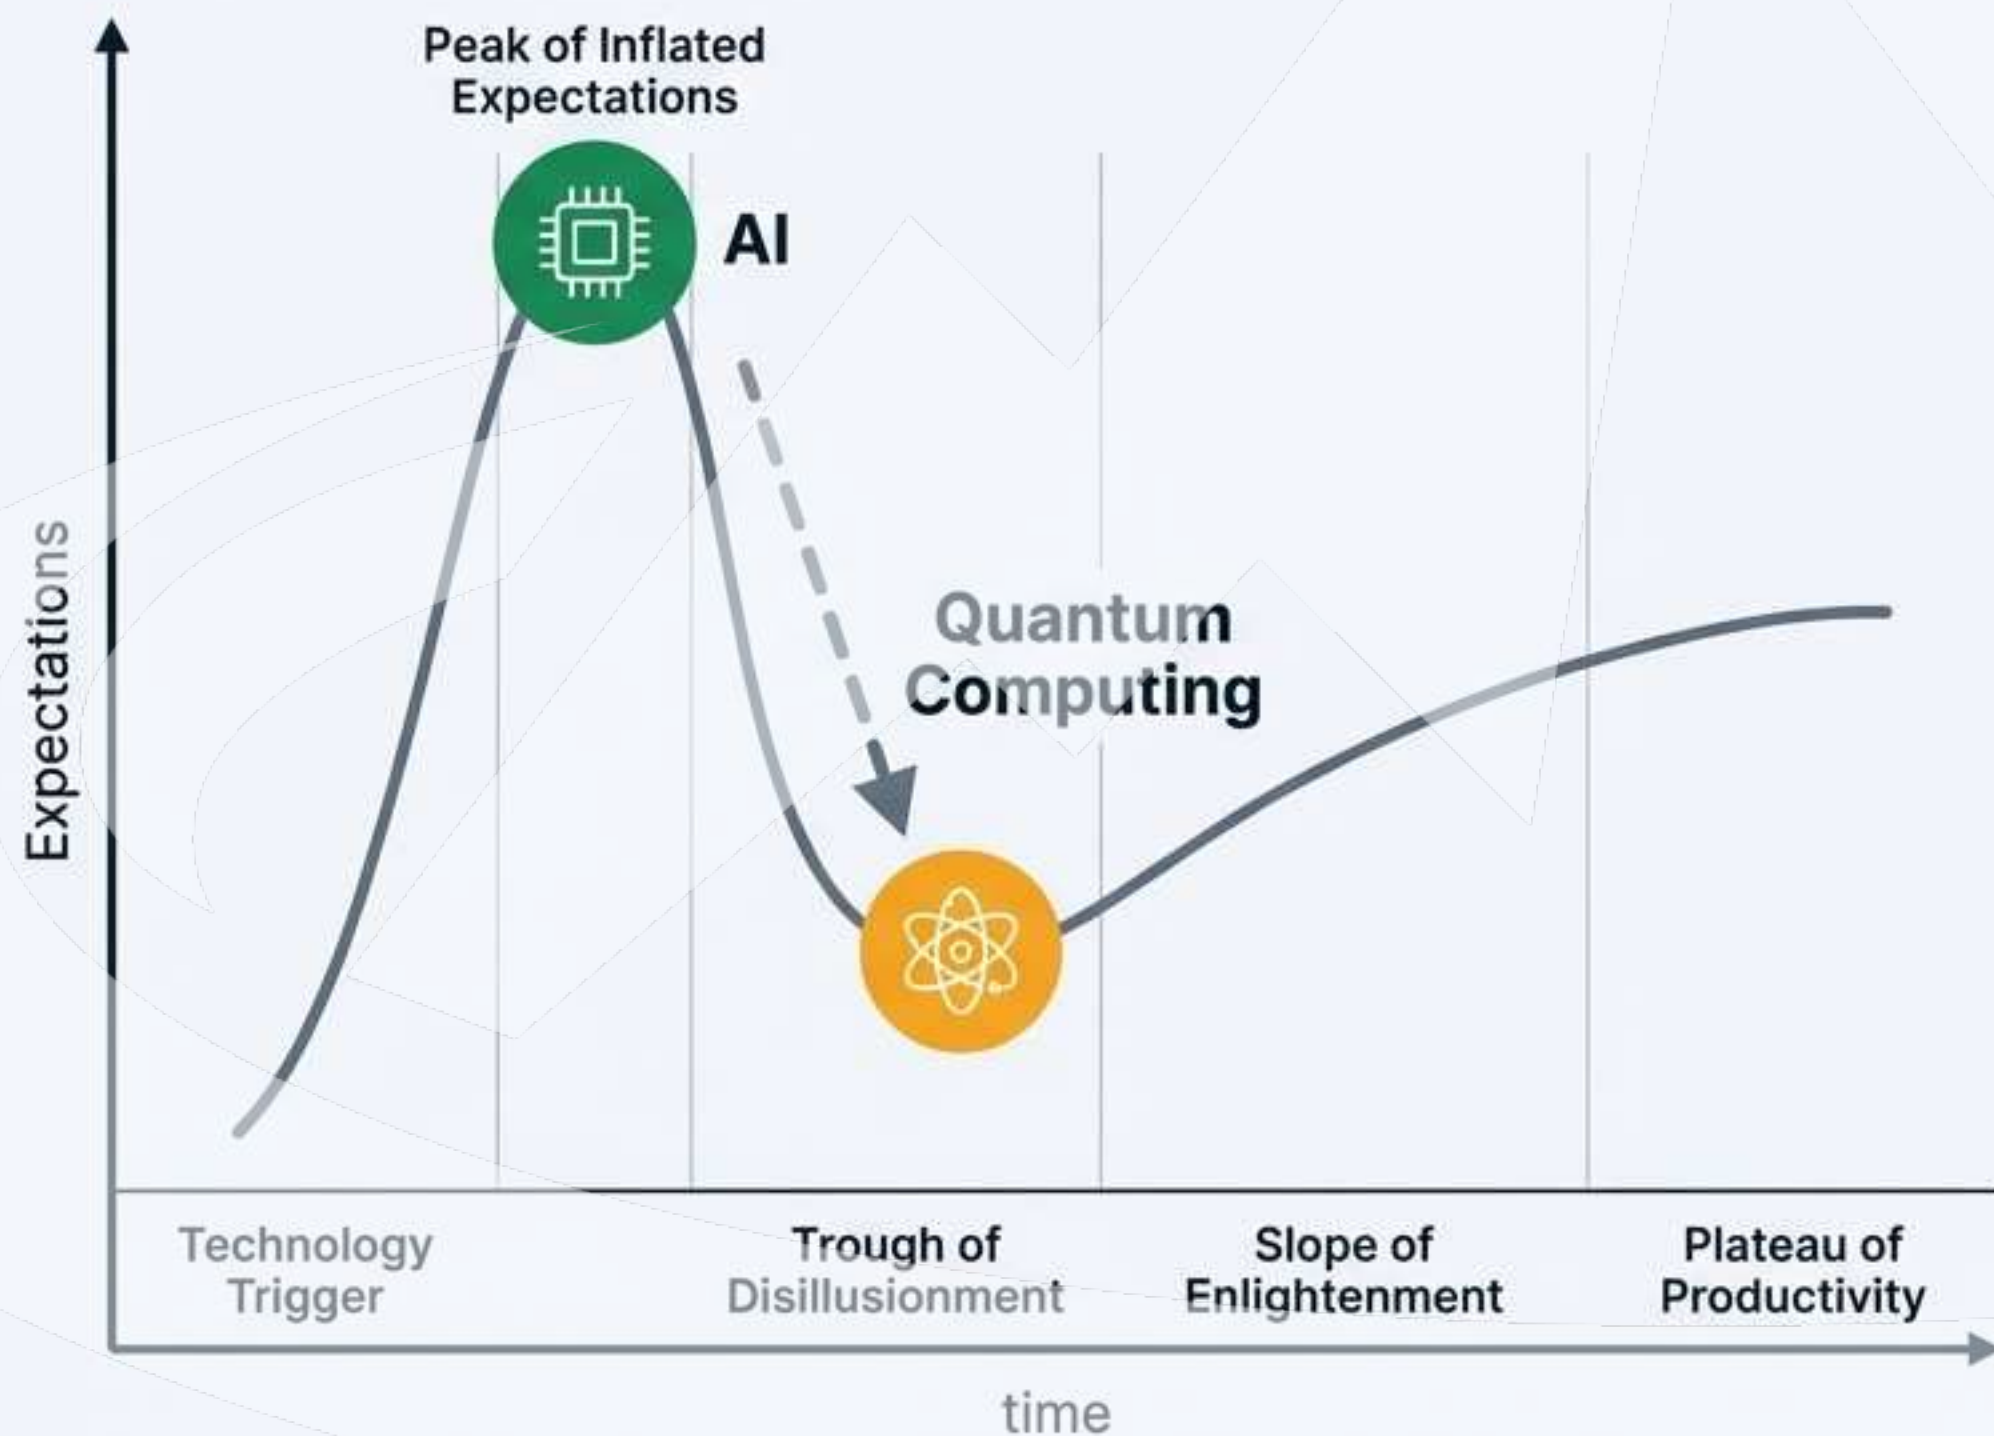 Peak of Inflated
Expectations
AI
Quantum
Computing
Expectations
Technology
Trigger
Trough of
Disillusionment
Slope of
Enlightenment
Plateau of
Productivity
time